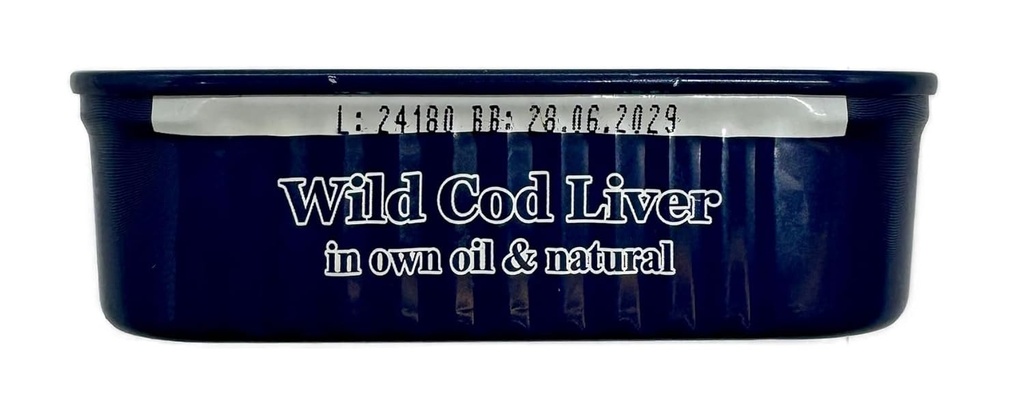 L: 24180 BB: 28.06.2029
Wild Cod Liver
in own oil & natural